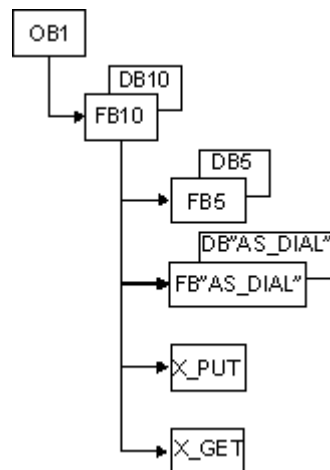 OB1
DB10
FB10
DB5
FB5
DB"AS_DIAL"
FB"AS_DIAL"
X_PUT
X_GET